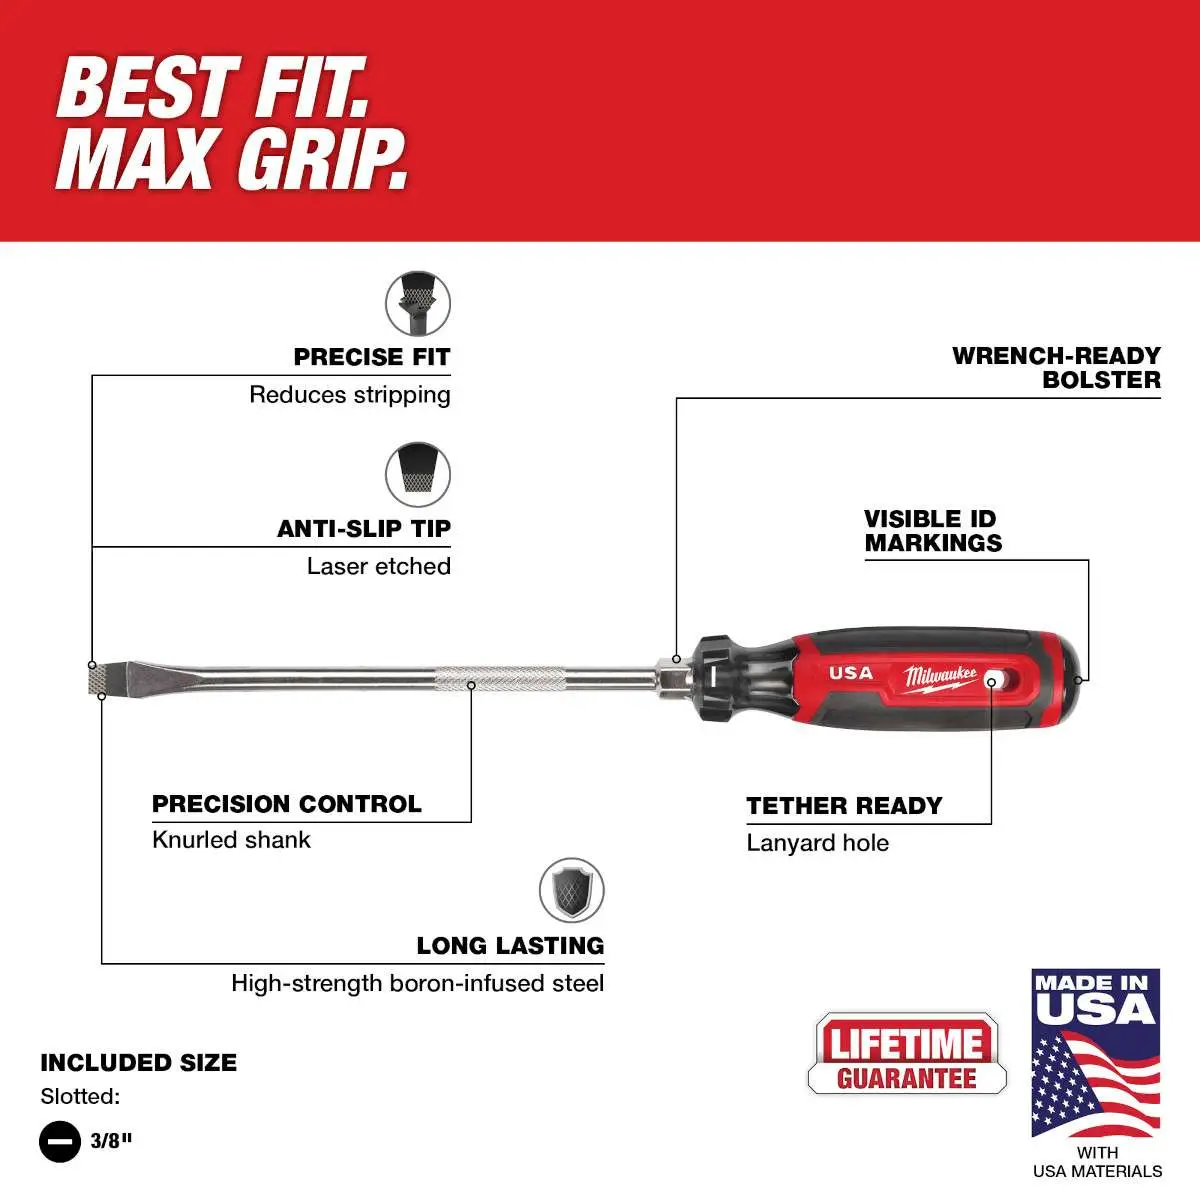 BEST FIT.
MAX GRIP.
PRECISE FIT
Reduces stripping
WRENCH-READY
BOLSTER
ANTI-SLIP TIP
Laser etched
VISIBLE ID
MARKINGS
USA Milwaukee
PRECISION CONTROL
Knurled shank
TETHER READY
Lanyard hole
LONG LASTING
High-strength boron-infused steel
INCLUDED SIZE
Slotted:
3/8"
LIFETIME
GUARANTEE
MADE IN
USA
WITH
USA MATERIALS